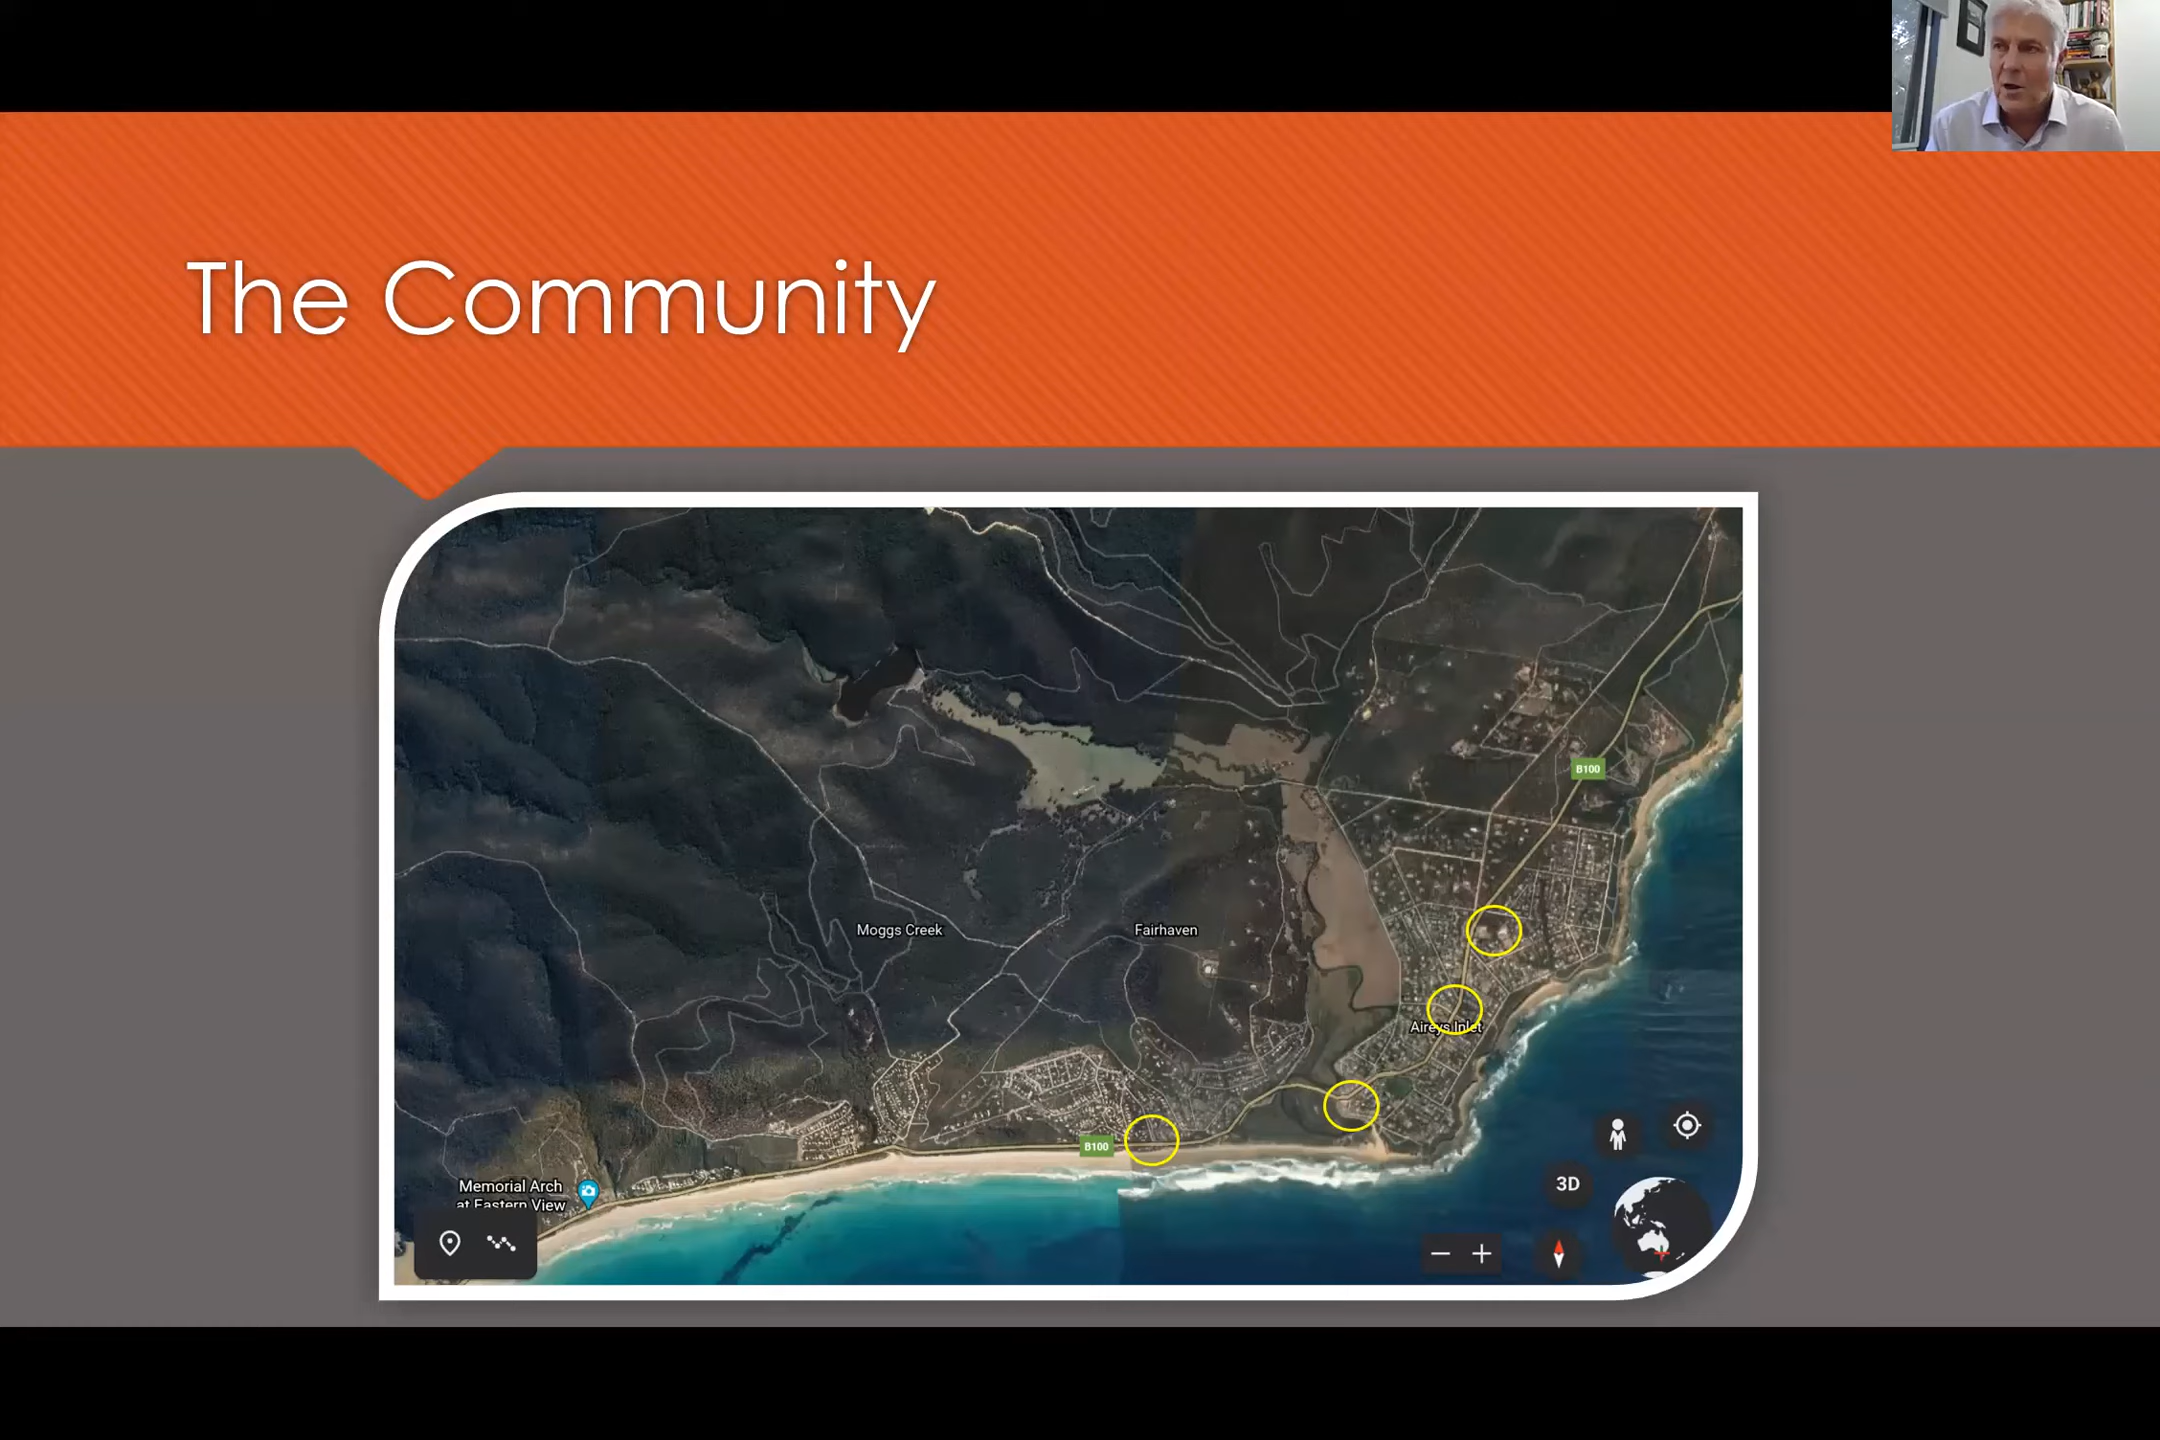 The Community
B100
Moggs Creek
Fairhaven
Aireys Inlet
B100
Memorial Arch
at Eastern View
3D